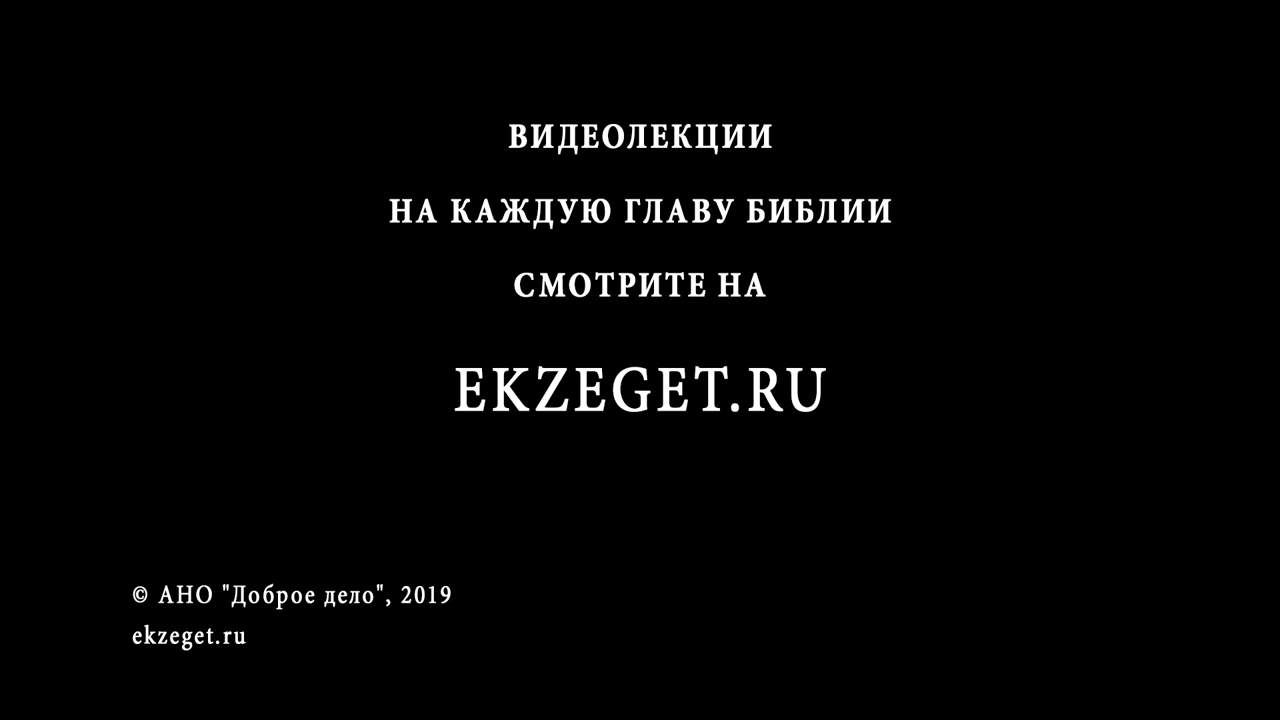 ВИДЕОЛЕКЦИИ
НА КАЖДУЮ ГЛАВУ БИБЛИИ
СМОТРИТЕ НА
EKZEGET.RU
© АНО "Доброе дело", 2019
ekzeget.ru